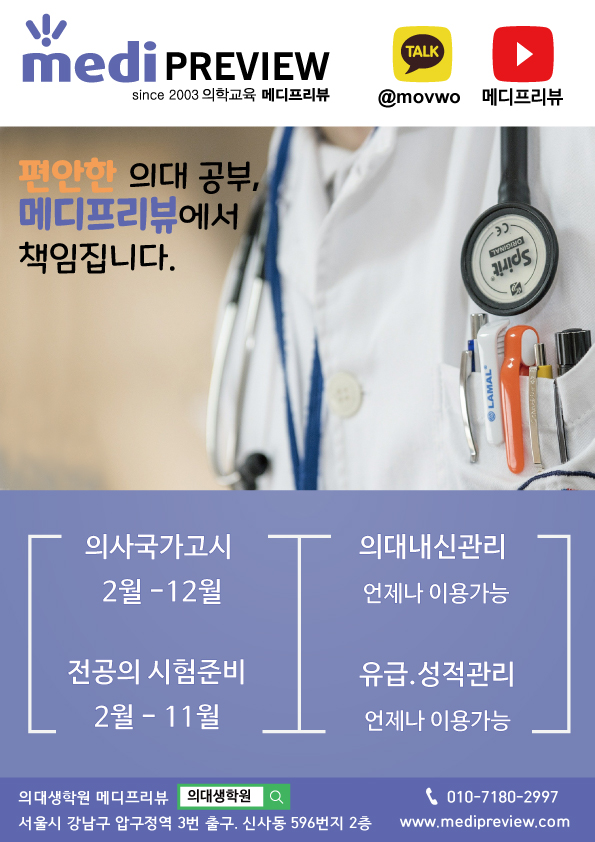 medi PREVIEW
since 2003 의학교육 메디프리뷰
TALK
@movwo
메디프리뷰
편안한 의대 공부,
메디프리뷰에서
책임집니다.
Spirit
ORIGINAL
CE
LAMAL
의사국가고시
2월 -12월
의대내신관리
언제나 이용가능
전공의 시험준비
2월 - 11월
유급.성적관리
언제나 이용가능
의대생학원 메디프리뷰 의대생학원
서울시 강남구 압구정역 3번 출구. 신사동 596번지 2층
010-7180-2997
www.medipreview.com